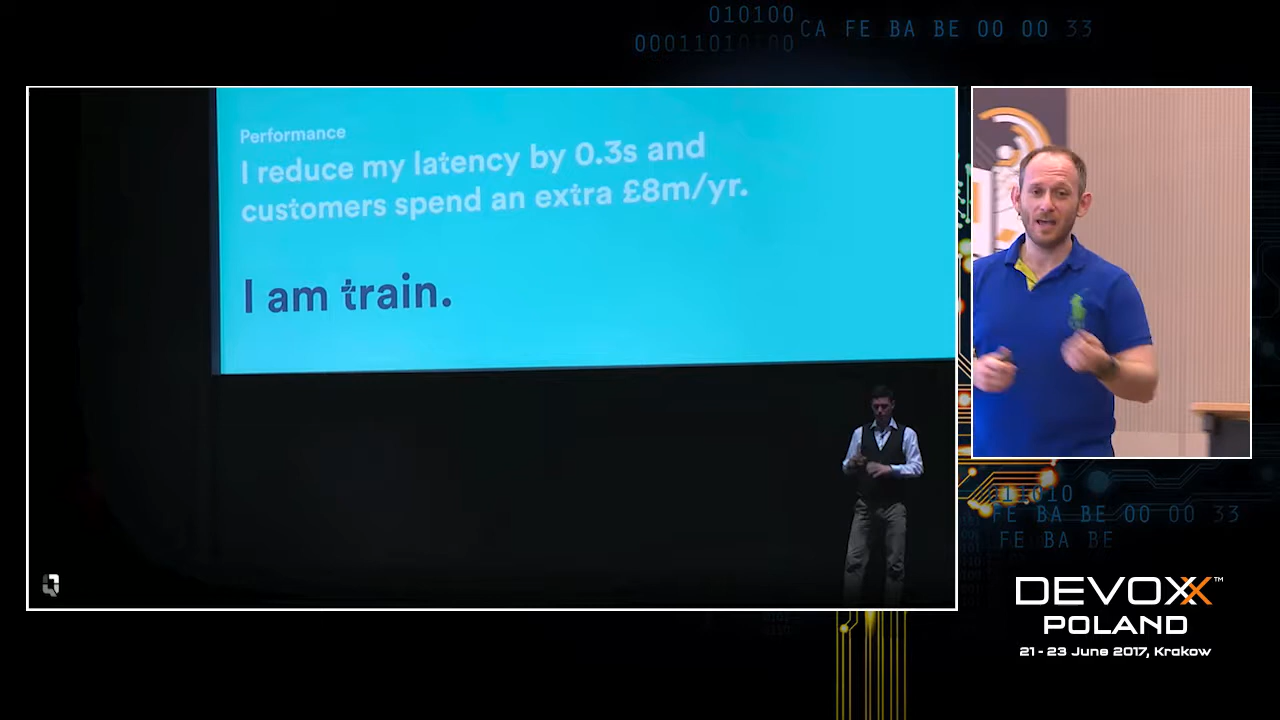 010100
CA FE BA BE 00 00 33
00011010100
Performance
I reduce my latency by 0.3s and
customers spend an extra £8m/yr.
I am train.
111010
FE BA BE 00 00 33
FE BA BE
DEVOXX™
POLAND
21 - 23 June 2017, Krakow